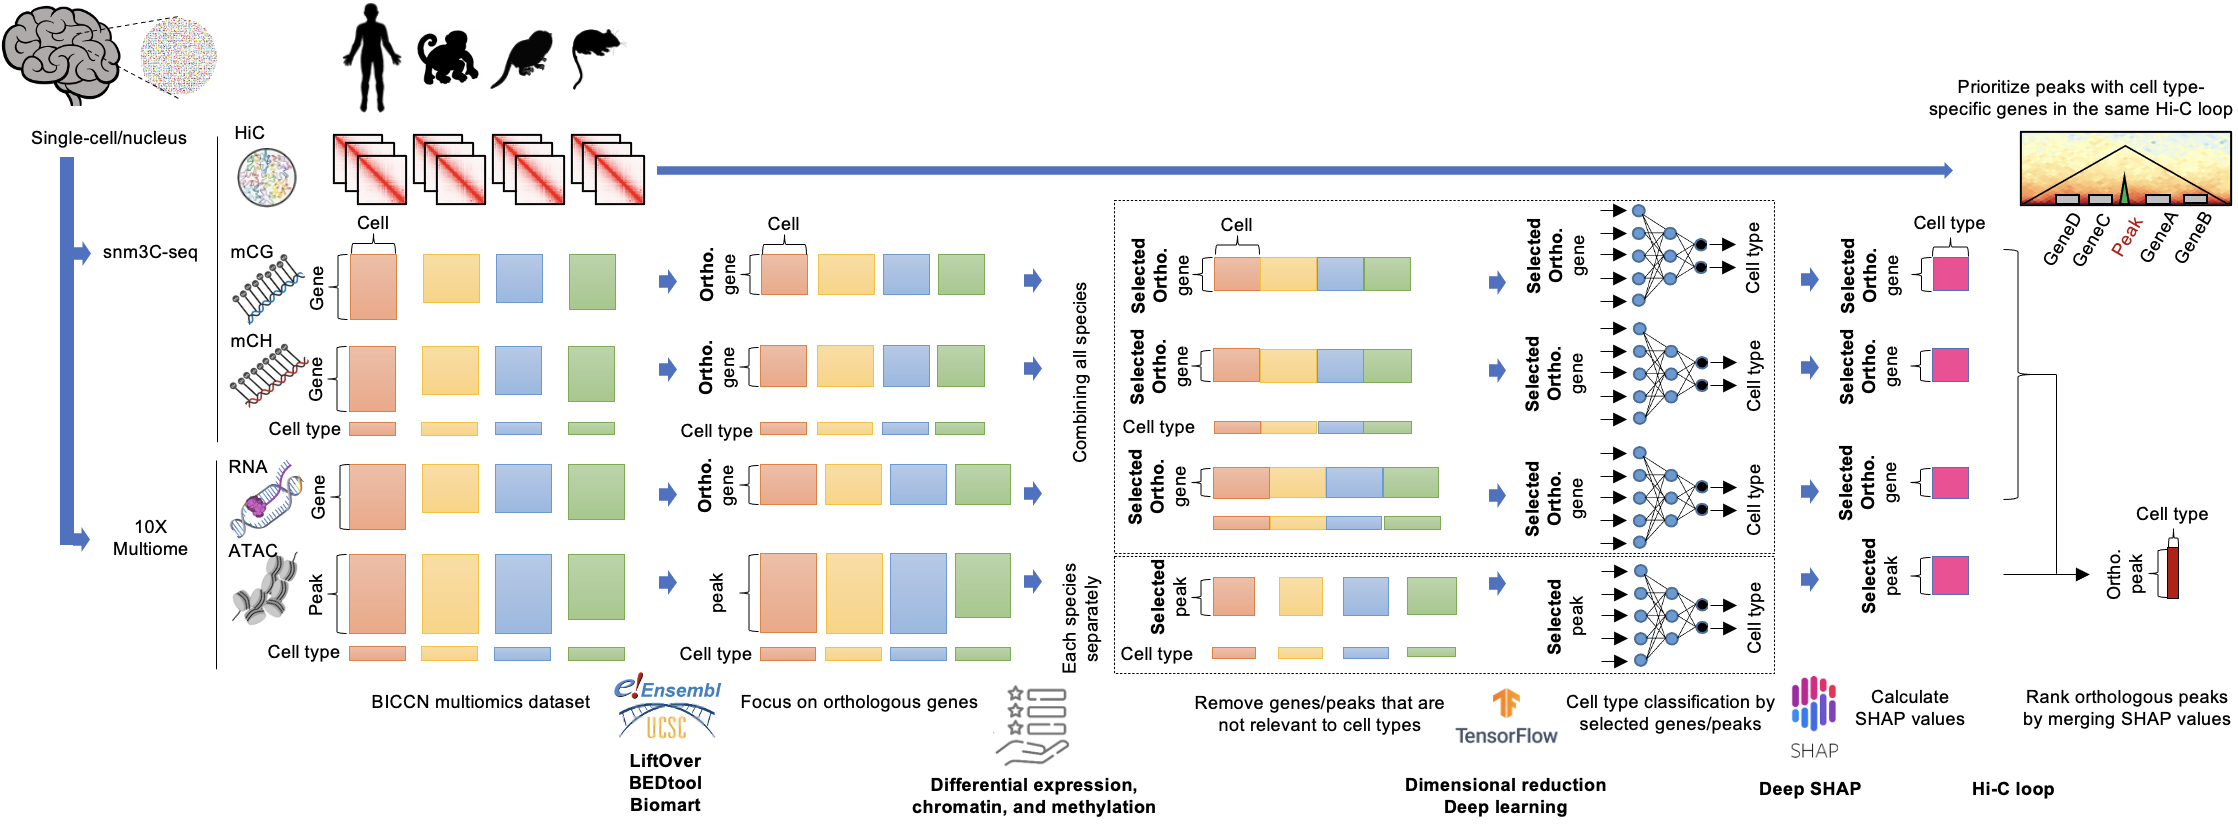 Prioritize peaks with cell type-
specific genes in the same Hi-C loop
Single-cell/nucleus
HiC
GeneD
GeneC
Peak
GeneA
GeneB
snm3C-seq
mCG
Cell
Gene
Cell
Ortho.
gene
Cell
Selected
Ortho.
gene
Selected
Ortho.
gene
Cell type
Cell type
Selected
Ortho.
gene
mCH
Gene
Ortho.
gene
Combining all species
Selected
Ortho.
gene
Selected
Ortho.
gene
Cell type
Selected
Ortho.
gene
Cell type
Cell type
Cell type
RNA
Gene
Ortho.
gene
Selected
Ortho.
gene
Selected
Ortho.
gene
Cell type
Selected
Ortho.
gene
10X
Multiome
ATAC
Peak
peak
Each species
separately
Selected
peak
Selected
peak
Cell type
Selected
peak
Cell type
Ortho.
peak
Cell type
Cell type
Cell type
BICCN multiomics dataset
e!Ensembl
UCSC
LiftOver
BEDtool
Biomart
Focus on orthologous genes
Differential expression,
chromatin, and methylation
Remove genes/peaks that are
not relevant to cell types
TensorFlow
Dimensional reduction
Deep learning
Cell type classification by
selected genes/peaks
SHAP
Deep SHAP
Calculate
SHAP values
Hi-C loop
Rank orthologous peaks
by merging SHAP values